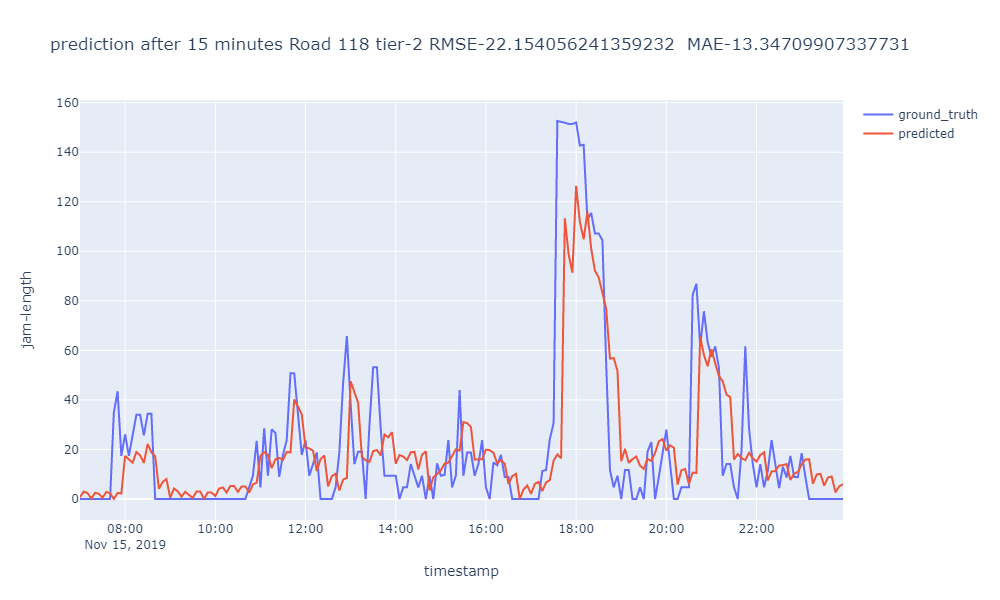 prediction after 15 minutes Road 118 tier-2 RMSE-22.154056241359232  MAE-13.34709907337731
ground_truth
predicted
160
140
120
100
80
60
40
20
0
jam-length
08:00 10:00 12:00 14:00 16:00 18:00 20:00 22:00
Nov 15, 2019
timestamp